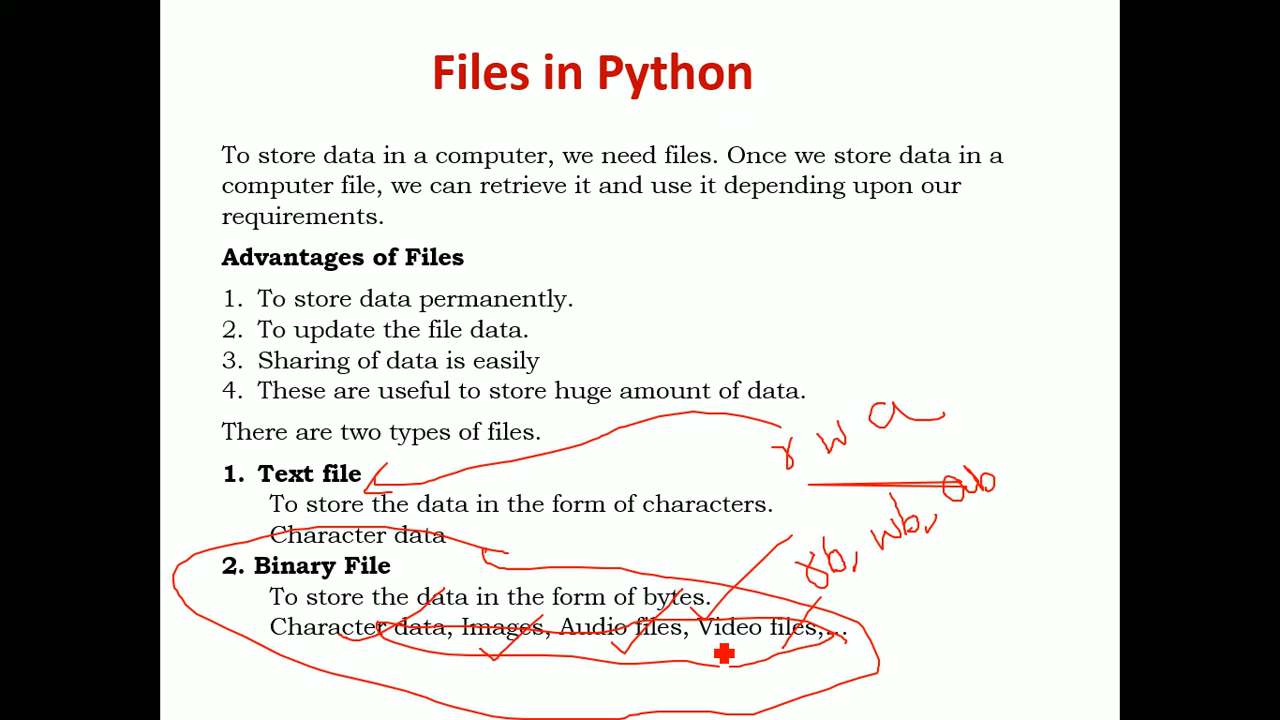 Files in Python
To store data in a computer, we need files. Once we store data in a
computer file, we can retrieve it and use it depending upon our
requirements.
Advantages of Files
1. To store data permanently.
2. To update the file data.
3. Sharing of data is easily
4. These are useful to store huge amount of data.
There are two types of files.
r w a
1. Text file
To store the data in the form of characters.
Character data
rb, wb, ab
2. Binary File
To store the data in the form of bytes.
Character data, Images, Audio files, Video files,...